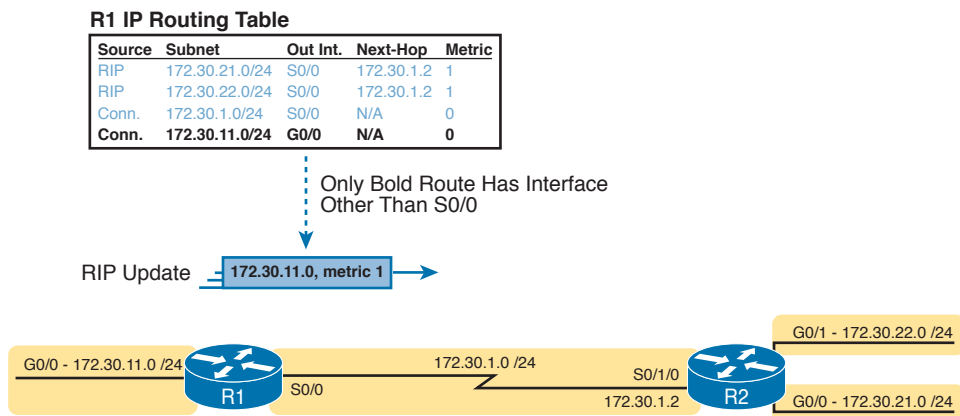 R1 IP Routing Table
Source Subnet Out Int. Next-Hop Metric
RIP 172.30.21.0/24 S0/0 172.30.1.2 1
RIP 172.30.22.0/24 S0/0 172.30.1.2 1
Conn. 172.30.1.0/24 S0/0 N/A 0
Conn. 172.30.11.0/24 G0/0 N/A 0
Only Bold Route Has Interface
Other Than S0/0
RIP Update 172.30.11.0, metric 1
G0/1 - 172.30.22.0 /24
G0/0 - 172.30.11.0 /24
172.30.1.0 /24
S0/0
S0/1/0
R1
172.30.1.2
R2
G0/0 - 172.30.21.0 /24